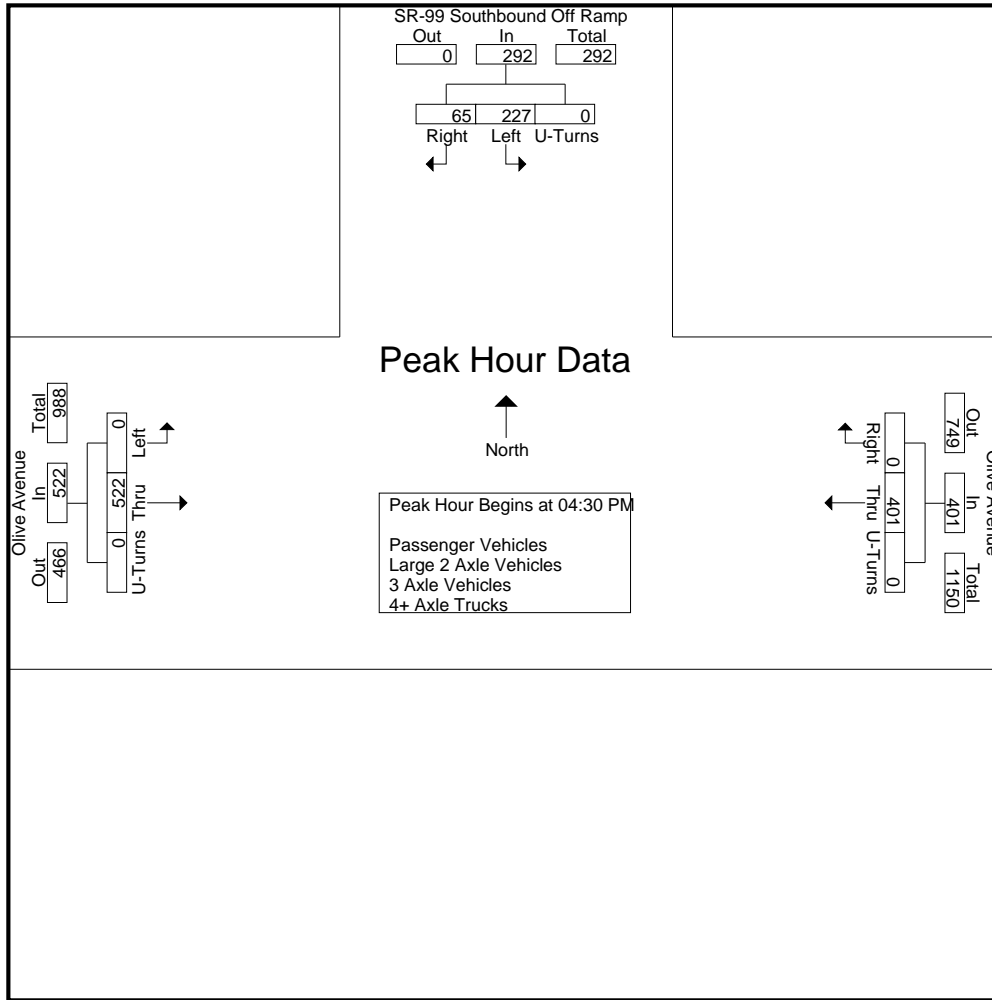 SR-99 Southbound Off Ramp
Out In Total
0 292 292
65 227 0
Right Left U-Turns
Peak Hour Data
North
Peak Hour Begins at 04:30 PM
Passenger Vehicles
Large 2 Axle Vehicles
3 Axle Vehicles
4+ Axle Trucks
Olive Avenue
Out In Total
466 522 988
0 522 0
U-Turns Thru Left
Olive Avenue
Out In Total
749 401 1150
0 401 0
Right Thru U-Turns